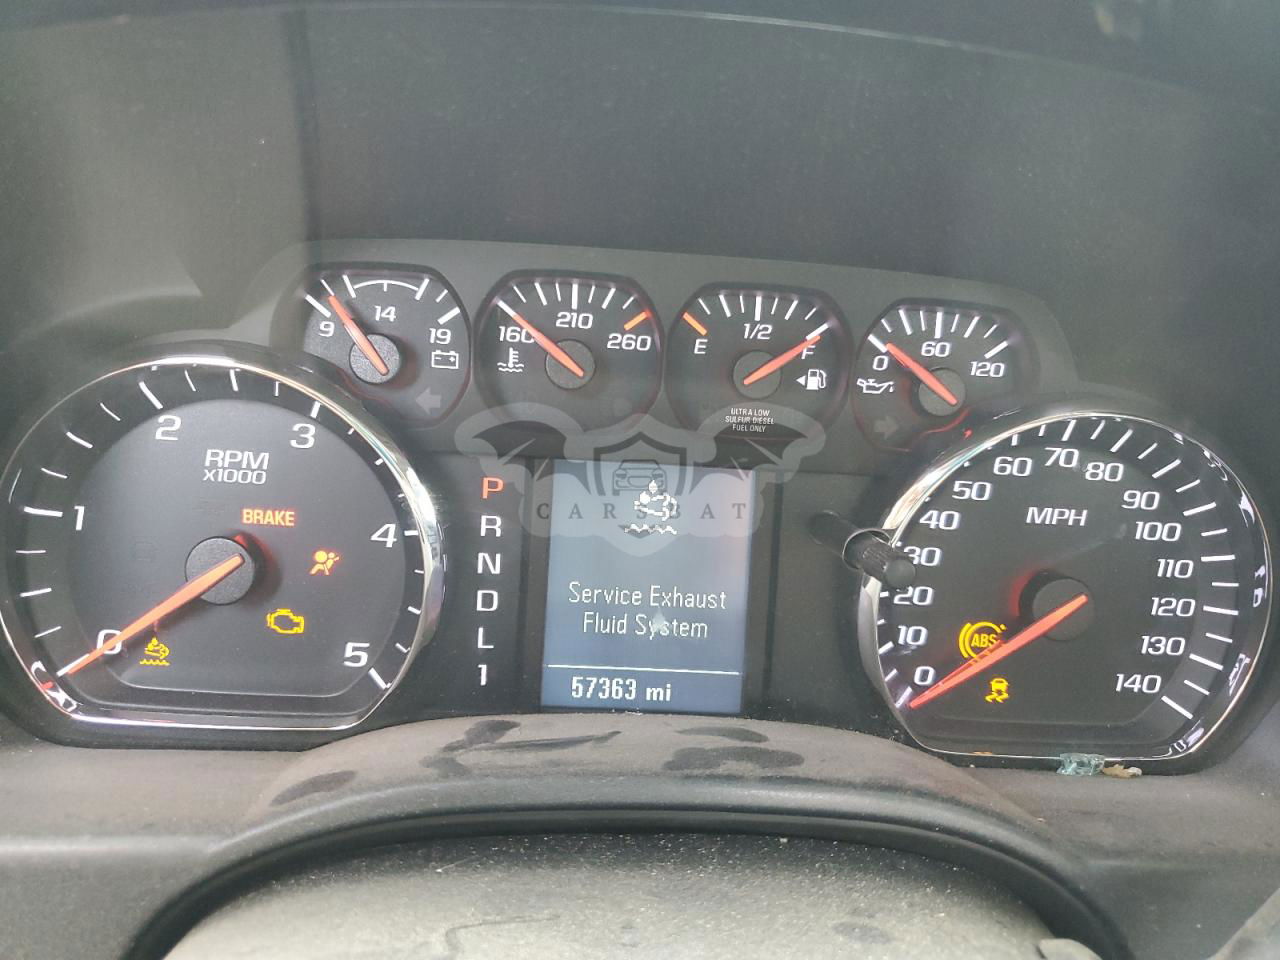 9
14
19
160
210
260
E
1/2
F
ULTRA LOW
SULFUR DIESEL
FUEL ONLY
0
60
120
0
1
2
3
4
5
RPM
X1000
BRAKE
P
R
N
D
L
1
CARSBAT
Service Exhaust
Fluid System
57363 mi
0
10
20
30
40
50
60
70
80
90
100
110
120
130
140
MPH
ABS